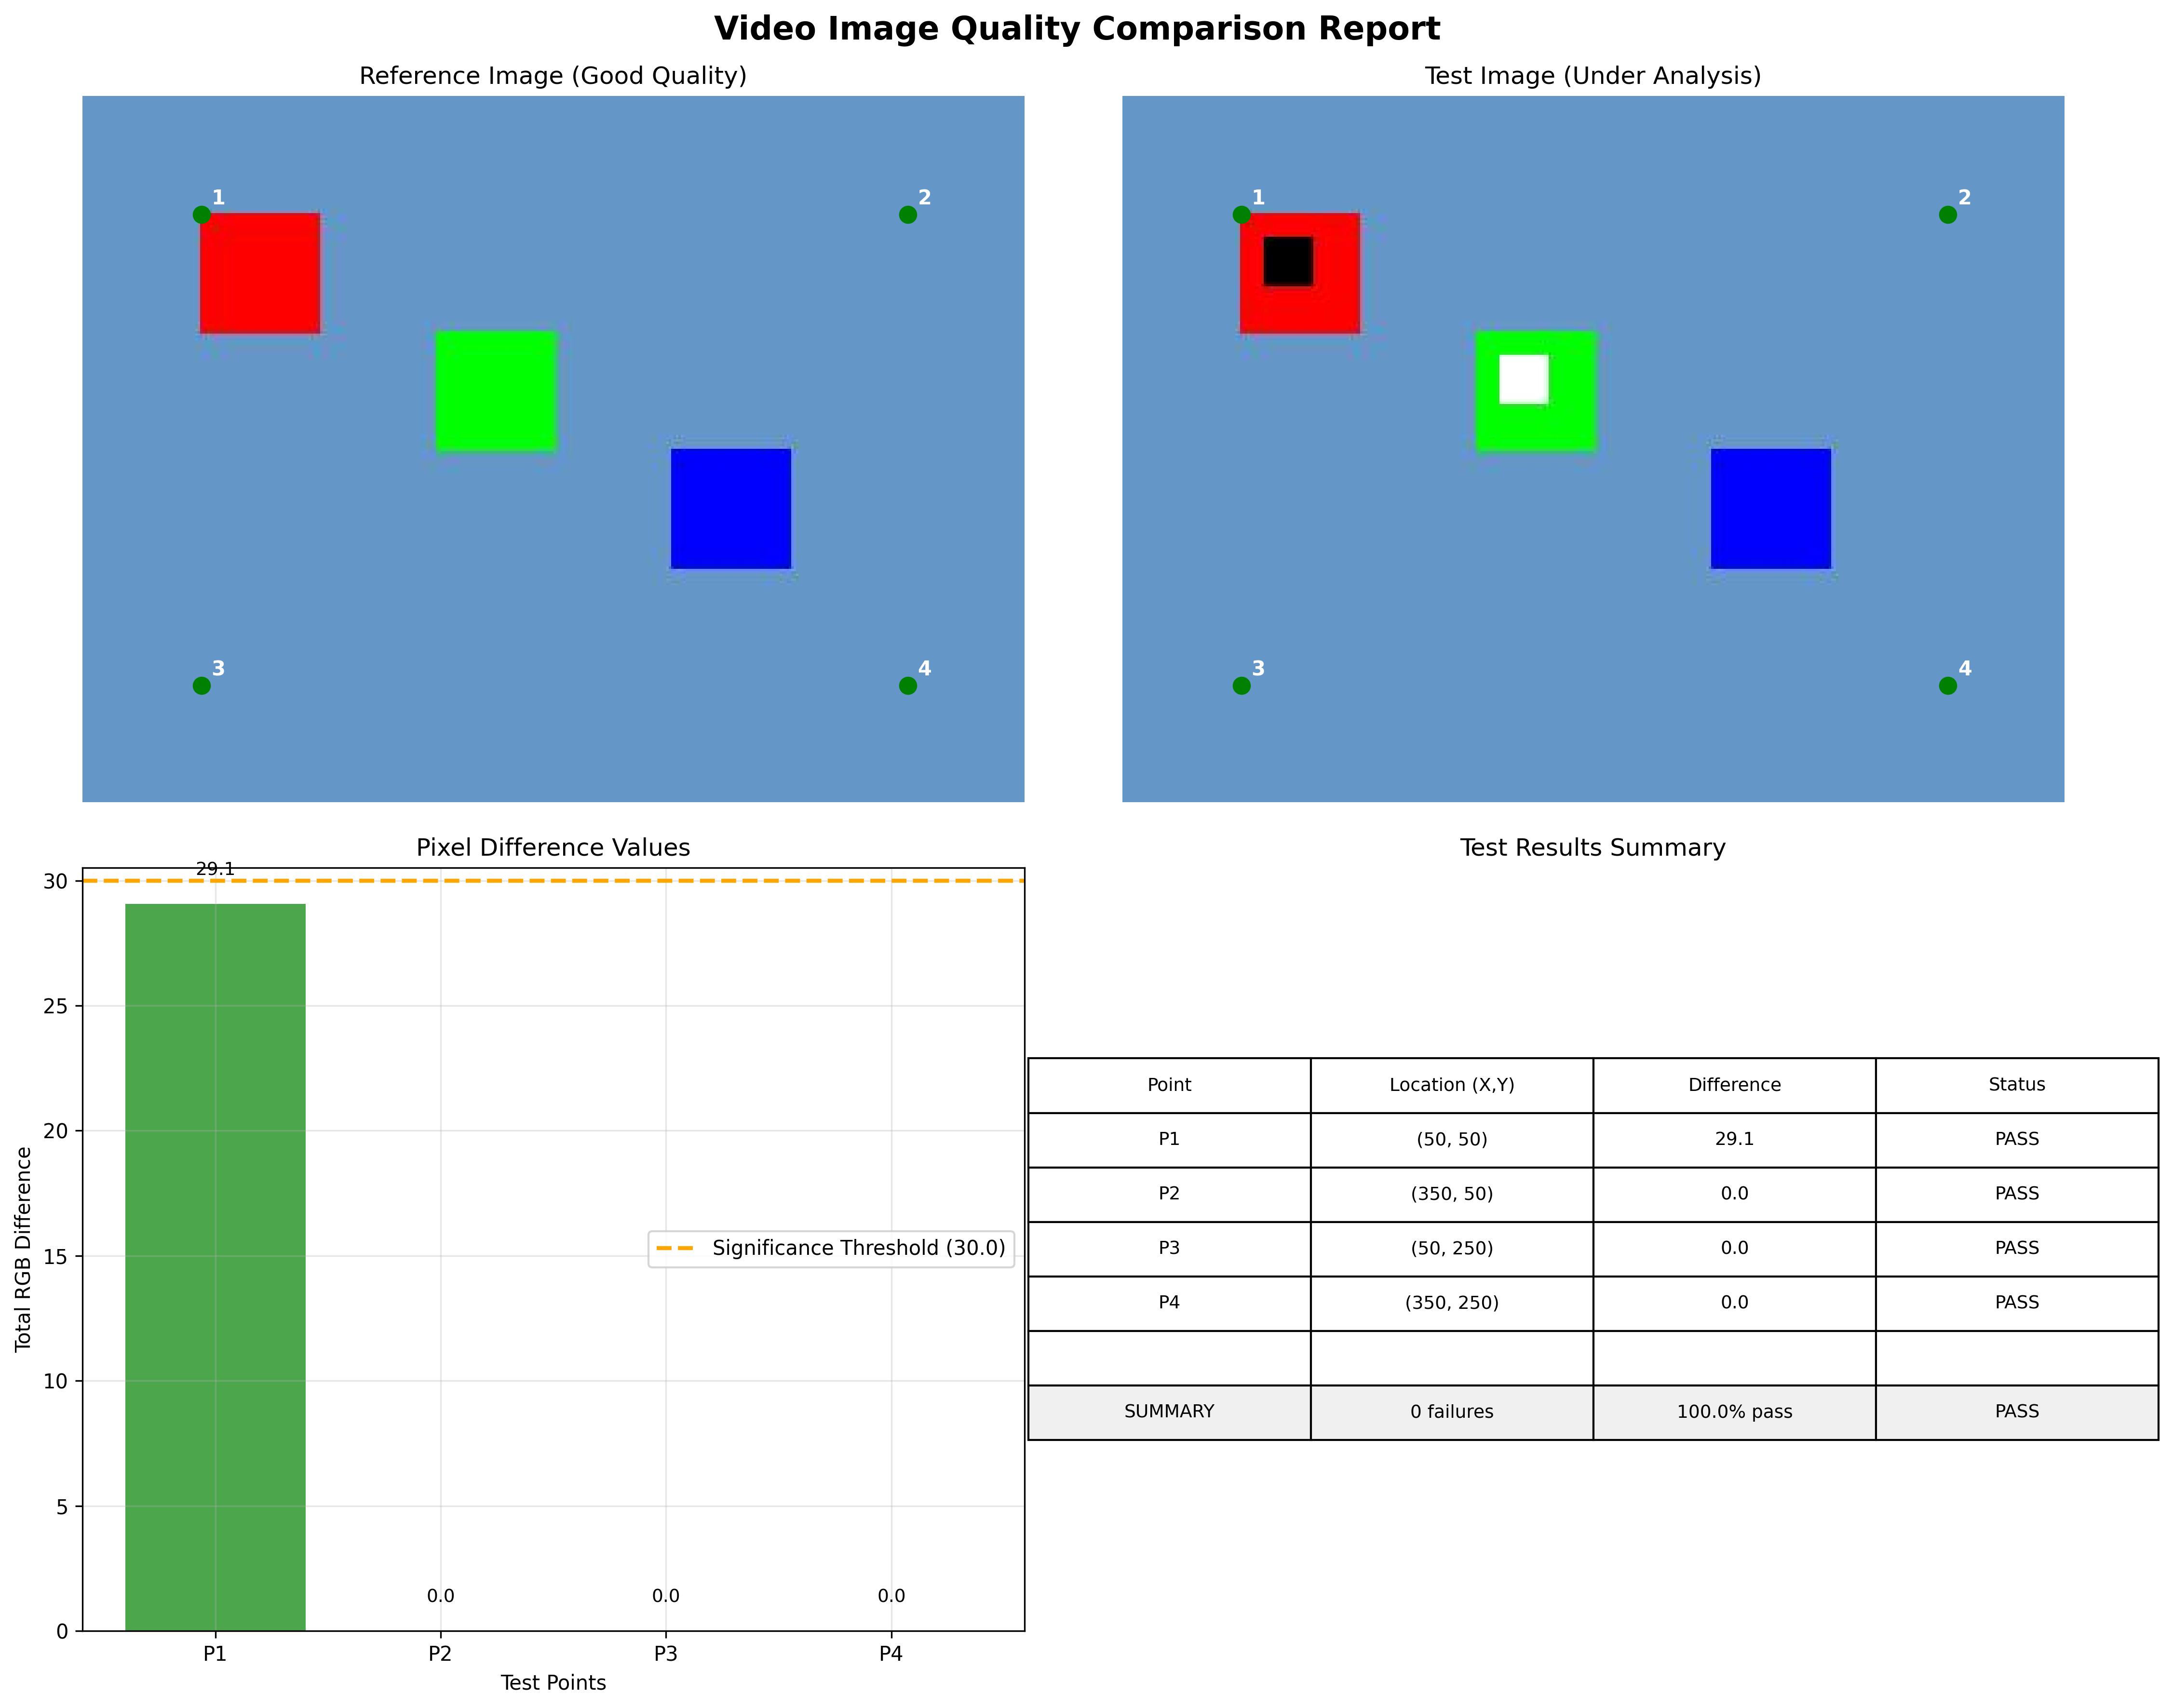 Video Image Quality Comparison Report
Reference Image (Good Quality)
1
2
3
4
Test Image (Under Analysis)
1
2
3
4
Pixel Difference Values
29.1
30
25
20
15
10
5
0
Total RGB Difference
Significance Threshold (30.0)
0.0 0.0 0.0
P1 P2 P3 P4
Test Points
Test Results Summary
Point Location (X,Y) Difference Status
P1 (50, 50) 29.1 PASS
P2 (350, 50) 0.0 PASS
P3 (50, 250) 0.0 PASS
P4 (350, 250) 0.0 PASS
SUMMARY 0 failures 100.0% pass PASS